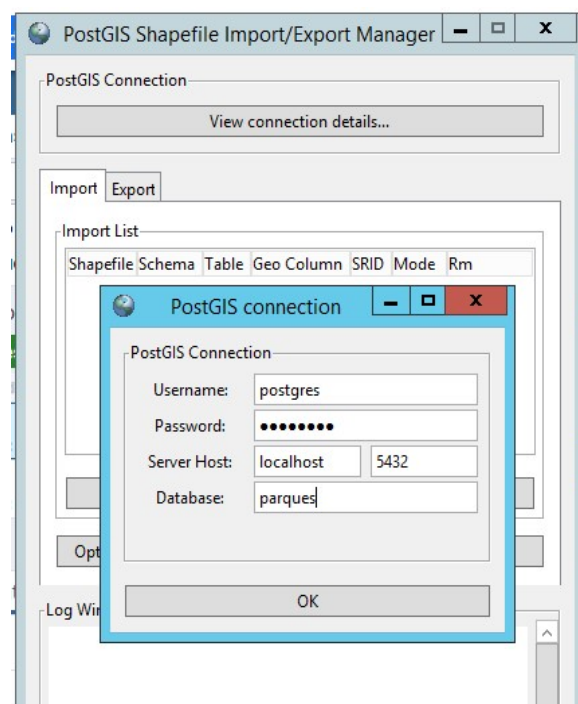 PostGIS Shapefile Import/Export Manager
PostGIS Connection
View connection details...
Import Export
Import List
Shapefile Schema Table Geo Column SRID Mode Rm
PostGIS connection
PostGIS Connection
Username: postgres
Password: ●●●●●●●●
Server Host: localhost 5432
Database: parques
Opt
OK
Log Wir